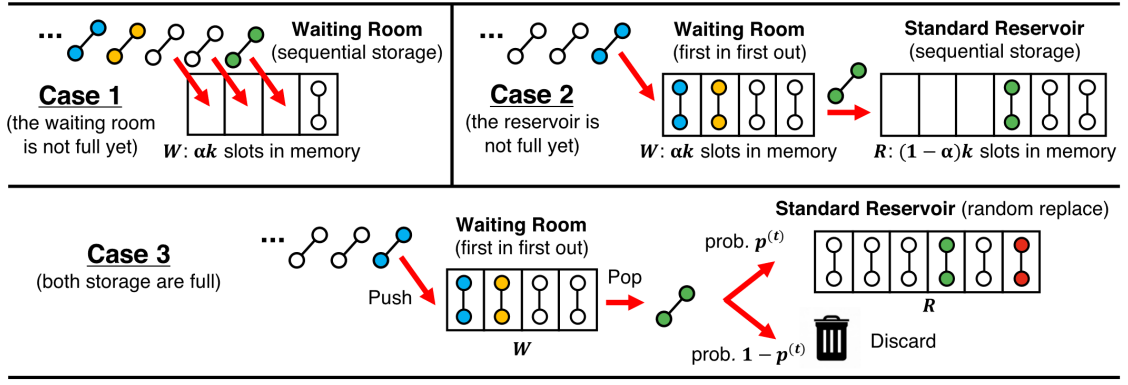 ...
Waiting Room
(sequential storage)
Case 1
(the waiting room
is not full yet)
W: αk slots in memory
...
Waiting Room
(first in first out)
Standard Reservoir
(sequential storage)
Case 2
(the reservoir is
not full yet)
W: αk slots in memory
R: (1 − α)k slots in memory
Case 3
(both storage are full)
...
Waiting Room
(first in first out)
Push
W
Pop
Standard Reservoir (random replace)
prob. p^(t)
R
prob. 1 − p^(t)
Discard